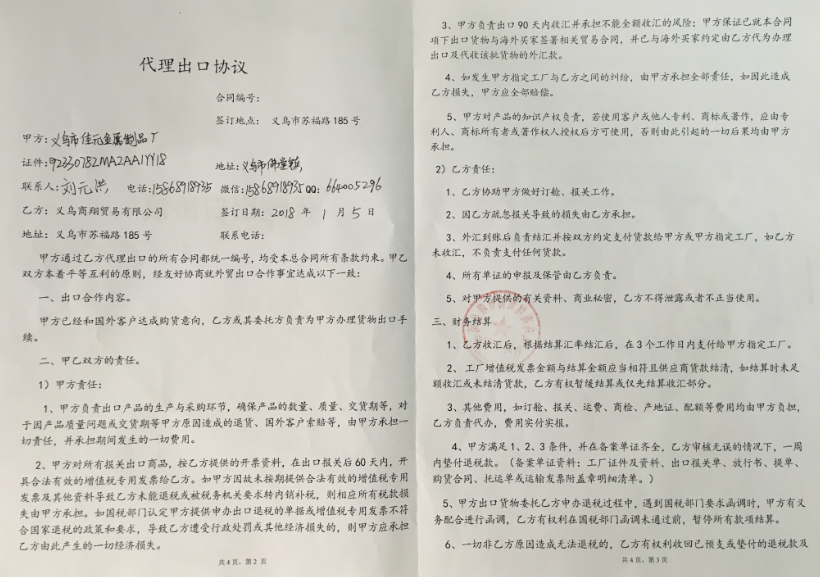 代理出口协议
合同编号：
签订地点： 义乌市苏福路 185 号
甲方：义乌市佳元金属制品厂
证件：92330782MA2AA1YY18
地址：义乌市佛堂镇
联系人：刘元洪 电话：15868918935 微信：15868918935 QQ：664005296
乙方：义乌商翔贸易有限公司 签订日期：2018 年 1 月 5 日
地址：义乌市苏福路 185 号 联系电话：
甲方通过乙方代理出口的所有合同都统一编号，均受本总合同所有条款约束。甲乙
双方本着平等互利的原则，经友好协商就外贸出口合作事宜达成以下一致：
一、出口合作内容。
甲方已经和国外客户达成购货意向，乙方或其委托方负责为甲方办理货物出口手
续。
二、甲乙双方的责任。
1）甲方责任：
1、甲方负责出口产品的生产与采购环节，确保产品的数量、质量、交货期等，对
于因产品质量问题或交货期等甲方原因造成的退货、国外客户索赔等，由甲方承担一
切责任，并承担期间发生的一切费用。
2、甲方对所有报关出口商品，按乙方提供的开票资料，在出口报关后 60 天内，开
具合法有效的增值税专用发票给乙方。如甲方因故未按期提供合法有效的增值税专用
发票及其他资料导致乙方未能退税或被税务机关要求转内销补税，则相应所有税款损
失由甲方承担。如国税部门认定甲方提供申办出口退税的单据或增值税专用发票不符
合国家退税的政策和要求，导致乙方遭受行政处罚或其他经济损失的，则甲方应承担
乙方由此产生的一切经济损失。
共 4 页，第 2 页
3、甲方负责出口 90 天内收汇并承担不能全额收汇的风险；甲方保证已就本合同
项下出口货物与海外买家签署相关贸易合同，并已与海外买家约定由乙方代为办理
出口及代收该批货物的外汇款。
4、如发生甲方指定工厂与乙方之间的纠纷，由甲方承担全部责任，如因此造成
乙方损失，甲方应全部赔偿。
5、甲方对产品的知识产权负责，若使用客户或他人专利、商标或著作，应由专
利人、商标所有者或著作权人授权后方可使用，否则由此引起的一切后果均由甲方
承担。
2）乙方责任：
1、乙方协助甲方做好订舱、报关工作。
2、因乙方疏忽报关导致的损失由乙方承担。
3、外汇到账后负责结汇并按双方约定支付货款给甲方或甲方指定工厂，如乙方
未收汇，不负责支付任何货款。
4、所有单证的申报及保管由乙方负责。
5、对甲方提供的有关资料、商业秘密，乙方不得泄露或者不正当使用。
三、财务结算
1、乙方收汇后，根据结算汇率结汇后，在 3 个工作日内支付给甲方指定工厂。
2、工厂增值税发票金额与结算金额应当相符且供应商货款结清，如结算时未足
额收汇或未结清货款，乙方有权暂缓结算或仅先结算收汇部分。
3、其他费用，如订舱、报关、运费、商检、产地证、配额等费用均由甲方负担，
乙方负责代办，费用实付实报。
4、甲方满足 1、2、3 条件，并在备案单证齐全，乙方审核无误的情况下，一周
内垫付退税款。（备案单证资料：工厂证件及资料、出口报关单、放行书、提单、
购货合同、托运单或运输发票附盖章明细清单。）
5、甲方出口货物委托乙方申办退税过程中，遇到国税部门要求函调时，甲方有义
务配合进行函调，乙方有权利在国税部门函调未通过前，暂停所有款项结算。
6、一切非乙方原因造成无法退税的，乙方有权利收回已预支或垫付的退税款及
共 4 页，第 3 页